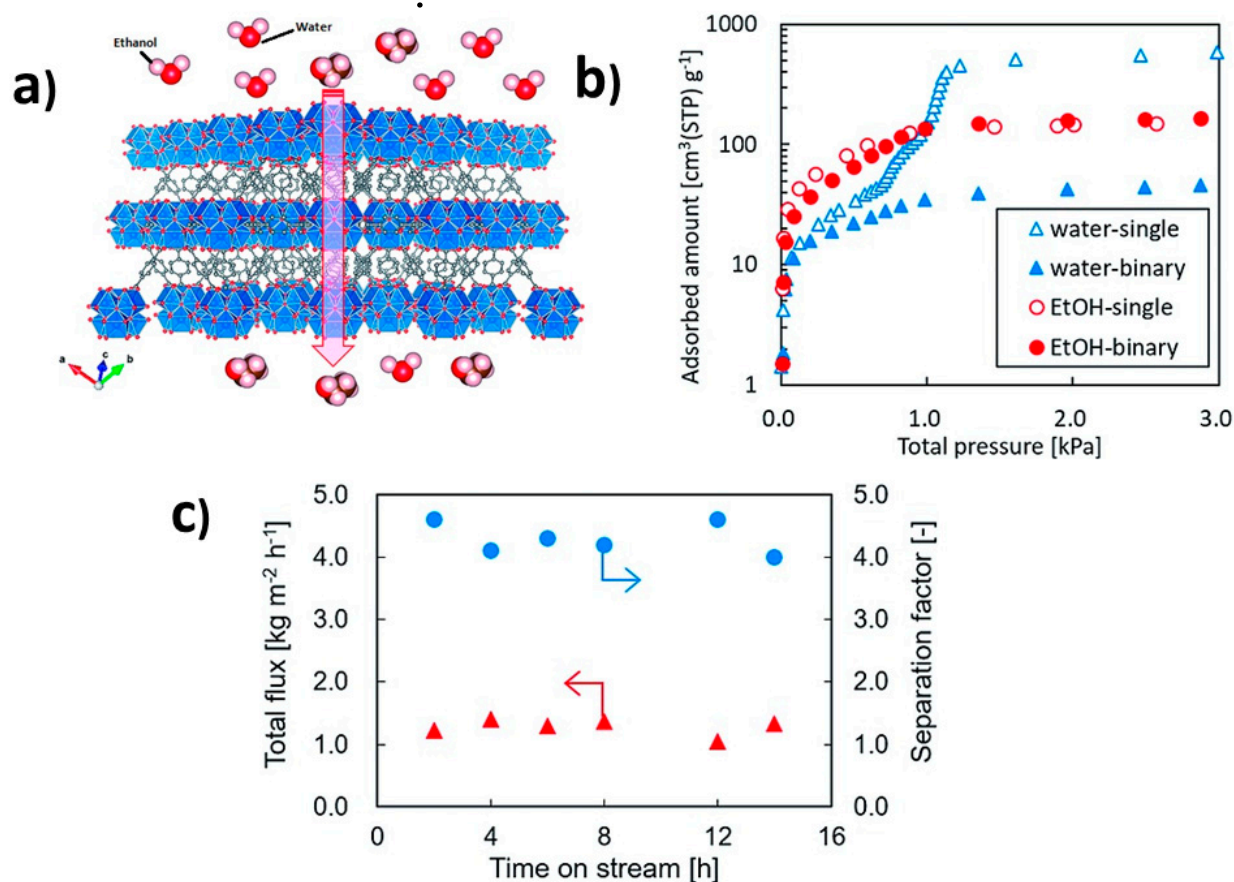 a)
Ethanol
Water
a
c
b
b)
Adsorbed amount [cm³(STP) g⁻¹]
1000
100
10
1
0.0 1.0 2.0 3.0
Total pressure [kPa]
water-single
water-binary
EtOH-single
EtOH-binary
c)
Total flux [kg m⁻² h⁻¹]
5.0
4.0
3.0
2.0
1.0
0.0
5.0
4.0
3.0
2.0
1.0
0.0
Separation factor [-]
0 4 8 12 16
Time on stream [h]